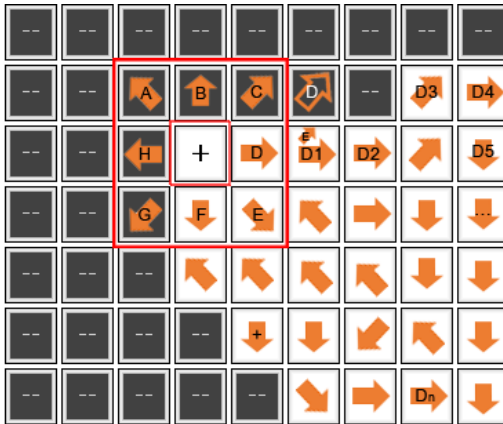 -- -- -- -- -- -- -- -- --
-- -- A B C D -- D3 D4
-- -- H + D E D1 D2 D5
-- -- G F E ...
-- -- --
-- -- -- -- +
-- -- -- -- -- Dn